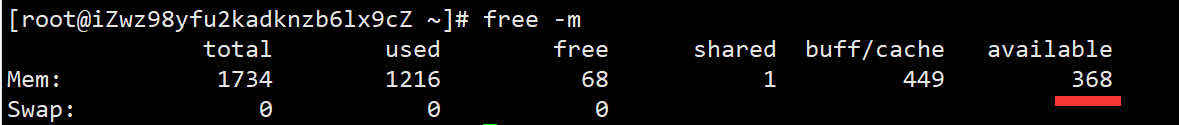 [root@iZwz98yfu2kadknzb6lx9cZ ~]# free -m
total used free shared buff/cache available
Mem: 1734 1216 68 1 449 368
Swap: 0 0 0